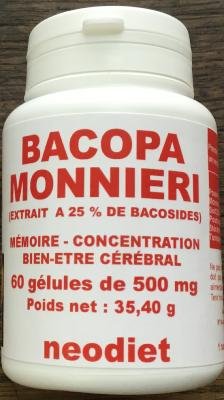 BACOPA
MONNIERI
(EXTRAIT A 25 % DE BACOSIDES)
MÉMOIRE - CONCENTRATION
BIEN-ETRE CÉRÉBRAL
60 gélules de 500 mg
Poids net : 35,40 g
neodiet